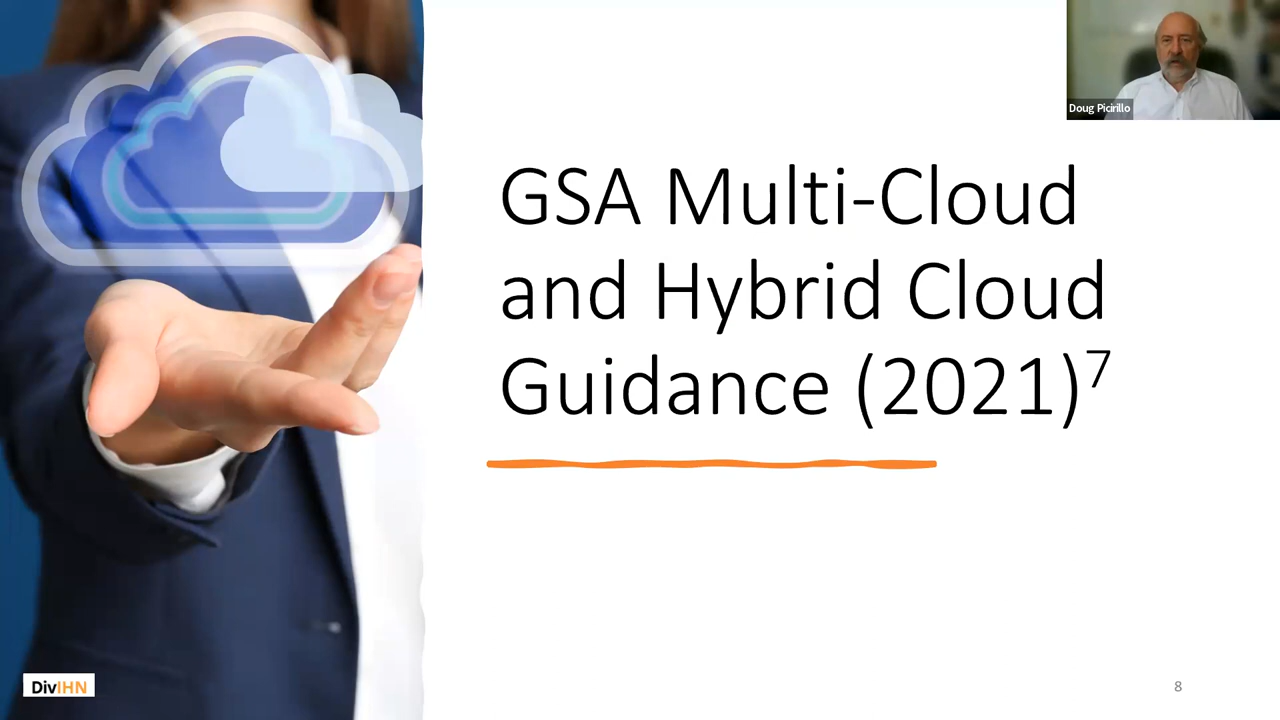 Doug Picirillo
GSA Multi-Cloud
and Hybrid Cloud
Guidance (2021)⁷
DivIHN
8